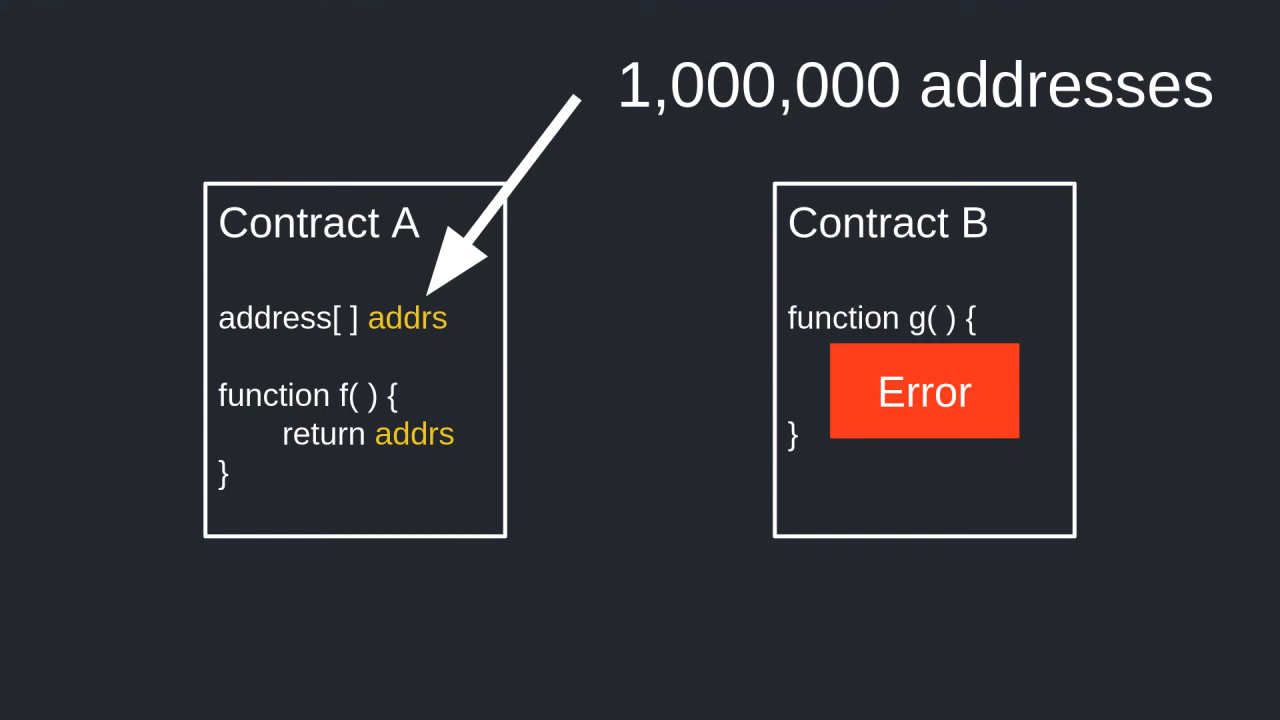 1,000,000 addresses
Contract A
address[ ] addrs
function f( ) {
return addrs
}
Contract B
function g( ) {
Error
}